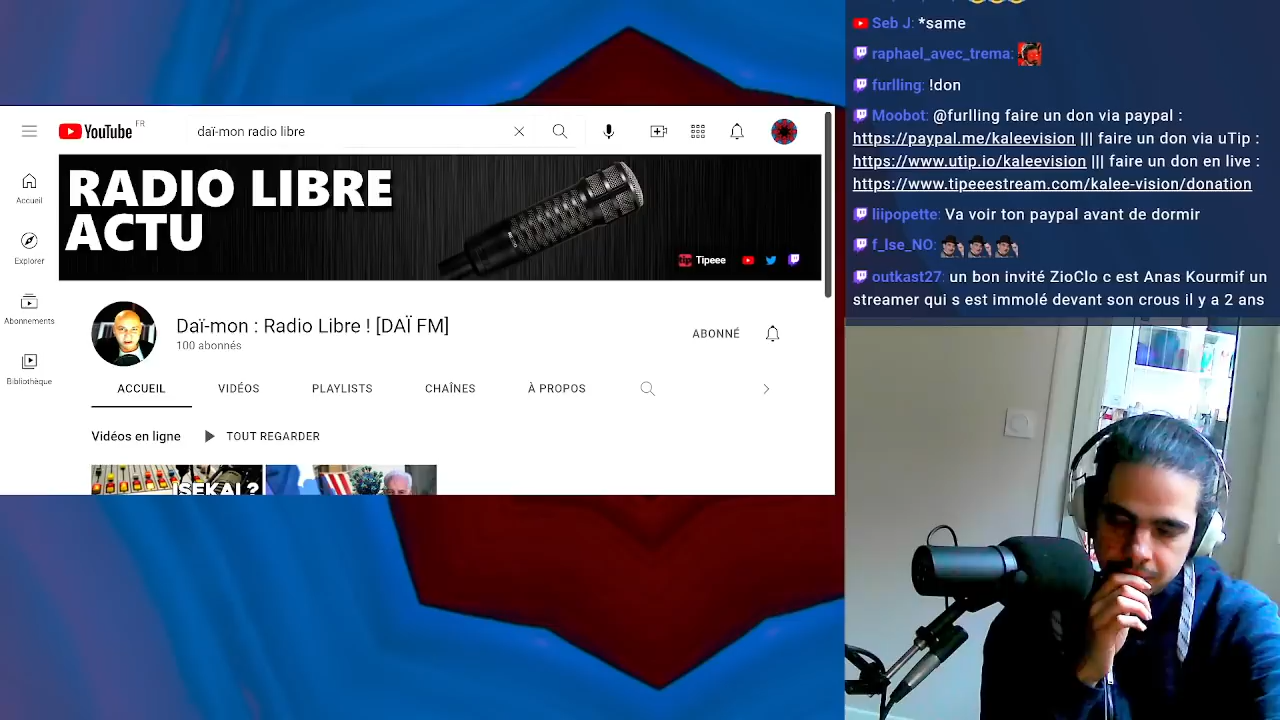 YouTube FR
daï-mon radio libre
RADIO LIBRE
ACTU
Tipeee
Accueil
Explorer
Abonnements
Bibliothèque
Daï-mon : Radio Libre ! [DAÏ FM]
100 abonnés
ABONNÉ
ACCUEIL
VIDÉOS
PLAYLISTS
CHAÎNES
À PROPOS
Vidéos en ligne
TOUT REGARDER
ISEKAI ?
Seb J: *same
raphael_avec_trema:
furlling: !don
Moobot: @furlling faire un don via paypal :
https://paypal.me/kaleevision ||| faire un don via uTip :
https://www.utip.io/kaleevision ||| faire un don en live :
https://www.tipeeestream.com/kalee-vision/donation
liipopette: Va voir ton paypal avant de dormir
f_lse_NO:
outkast27: un bon invité ZioClo c est Anas Kourmif un
streamer qui s est immolé devant son crous il y a 2 ans